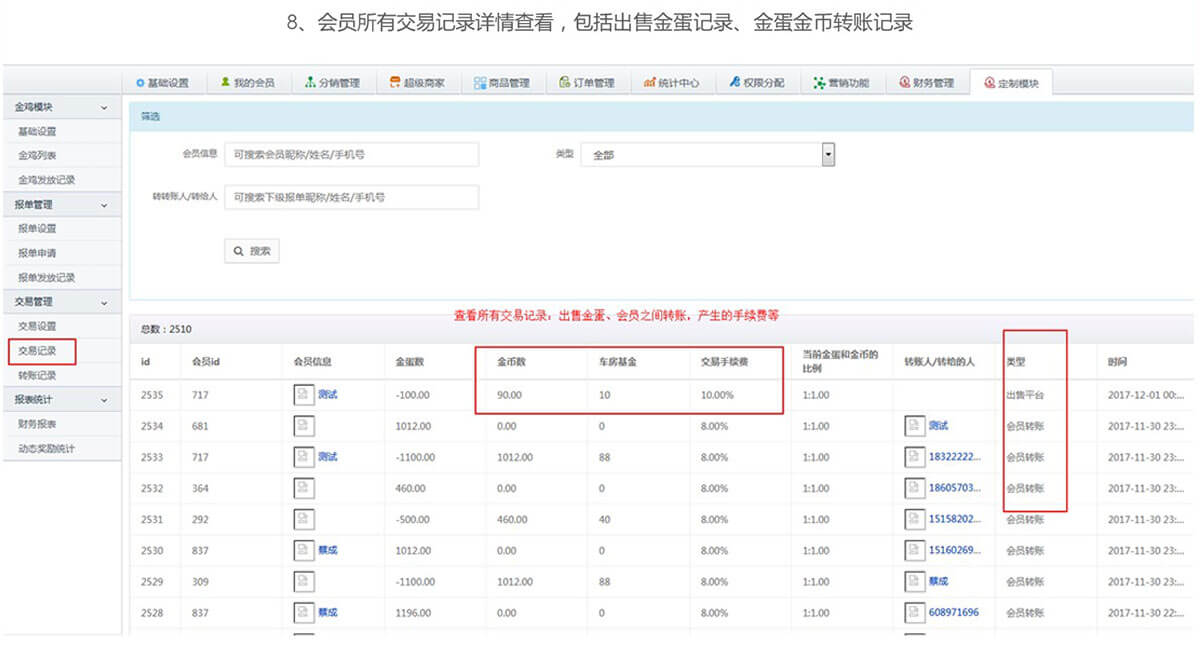 8、会员所有交易记录详情查看，包括出售金蛋记录、金蛋金币转账记录
基础设置 我的会员 分销管理 超级商家 商品管理 订单管理 统计中心 权限分配 营销功能 财务管理 定制模块
金鸡模块
基础设置
金鸡列表
金鸡发放记录
报单管理
报单设置
报单申请
报单发放记录
交易管理
交易设置
交易记录
转账记录
报表统计
财务报表
动态奖励统计
筛选
会员信息 可搜索会员昵称/姓名/手机号 类型 全部
转转账人/转给人 可搜索下级报单昵称/姓名/手机号
搜索
查看所有交易记录：出售金蛋、会员之间转账，产生的手续费等
总数：2510
id 会员id 会员信息 金蛋数 金币数 车房基金 交易手续费 当前金蛋和金币的比例 转账人/转给的人 类型 时间
2535 717 测试 -100.00 90.00 10 10.00% 1:1.00 出售平台 2017-12-01 00:...
2534 681 1012.00 0.00 0 8.00% 1:1.00 测试 会员转账 2017-11-30 23:...
2533 717 测试 -1100.00 1012.00 88 8.00% 1:1.00 18322222... 会员转账 2017-11-30 23:...
2532 364 460.00 0.00 0 8.00% 1:1.00 18605703... 会员转账 2017-11-30 23:...
2531 292 -500.00 460.00 40 8.00% 1:1.00 15158202... 会员转账 2017-11-30 23:...
2530 837 蔡成 1012.00 0.00 0 8.00% 1:1.00 15160269... 会员转账 2017-11-30 23:...
2529 309 -1100.00 1012.00 88 8.00% 1:1.00 蔡成 会员转账 2017-11-30 23:...
2528 837 蔡成 1196.00 0.00 0 8.00% 1:1.00 608971696 会员转账 2017-11-30 22:...